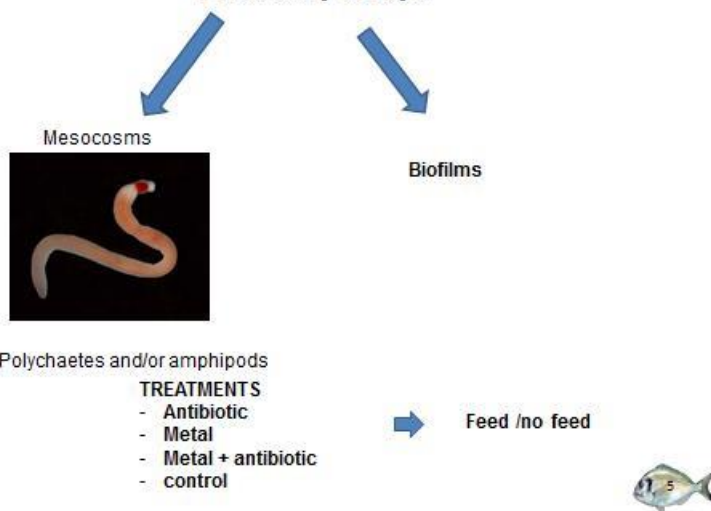 Mesocosms
Biofilms
Polychaetes and/or amphipods
TREATMENTS
- Antibiotic
- Metal
- Metal + antibiotic
- control
Feed /no feed
5